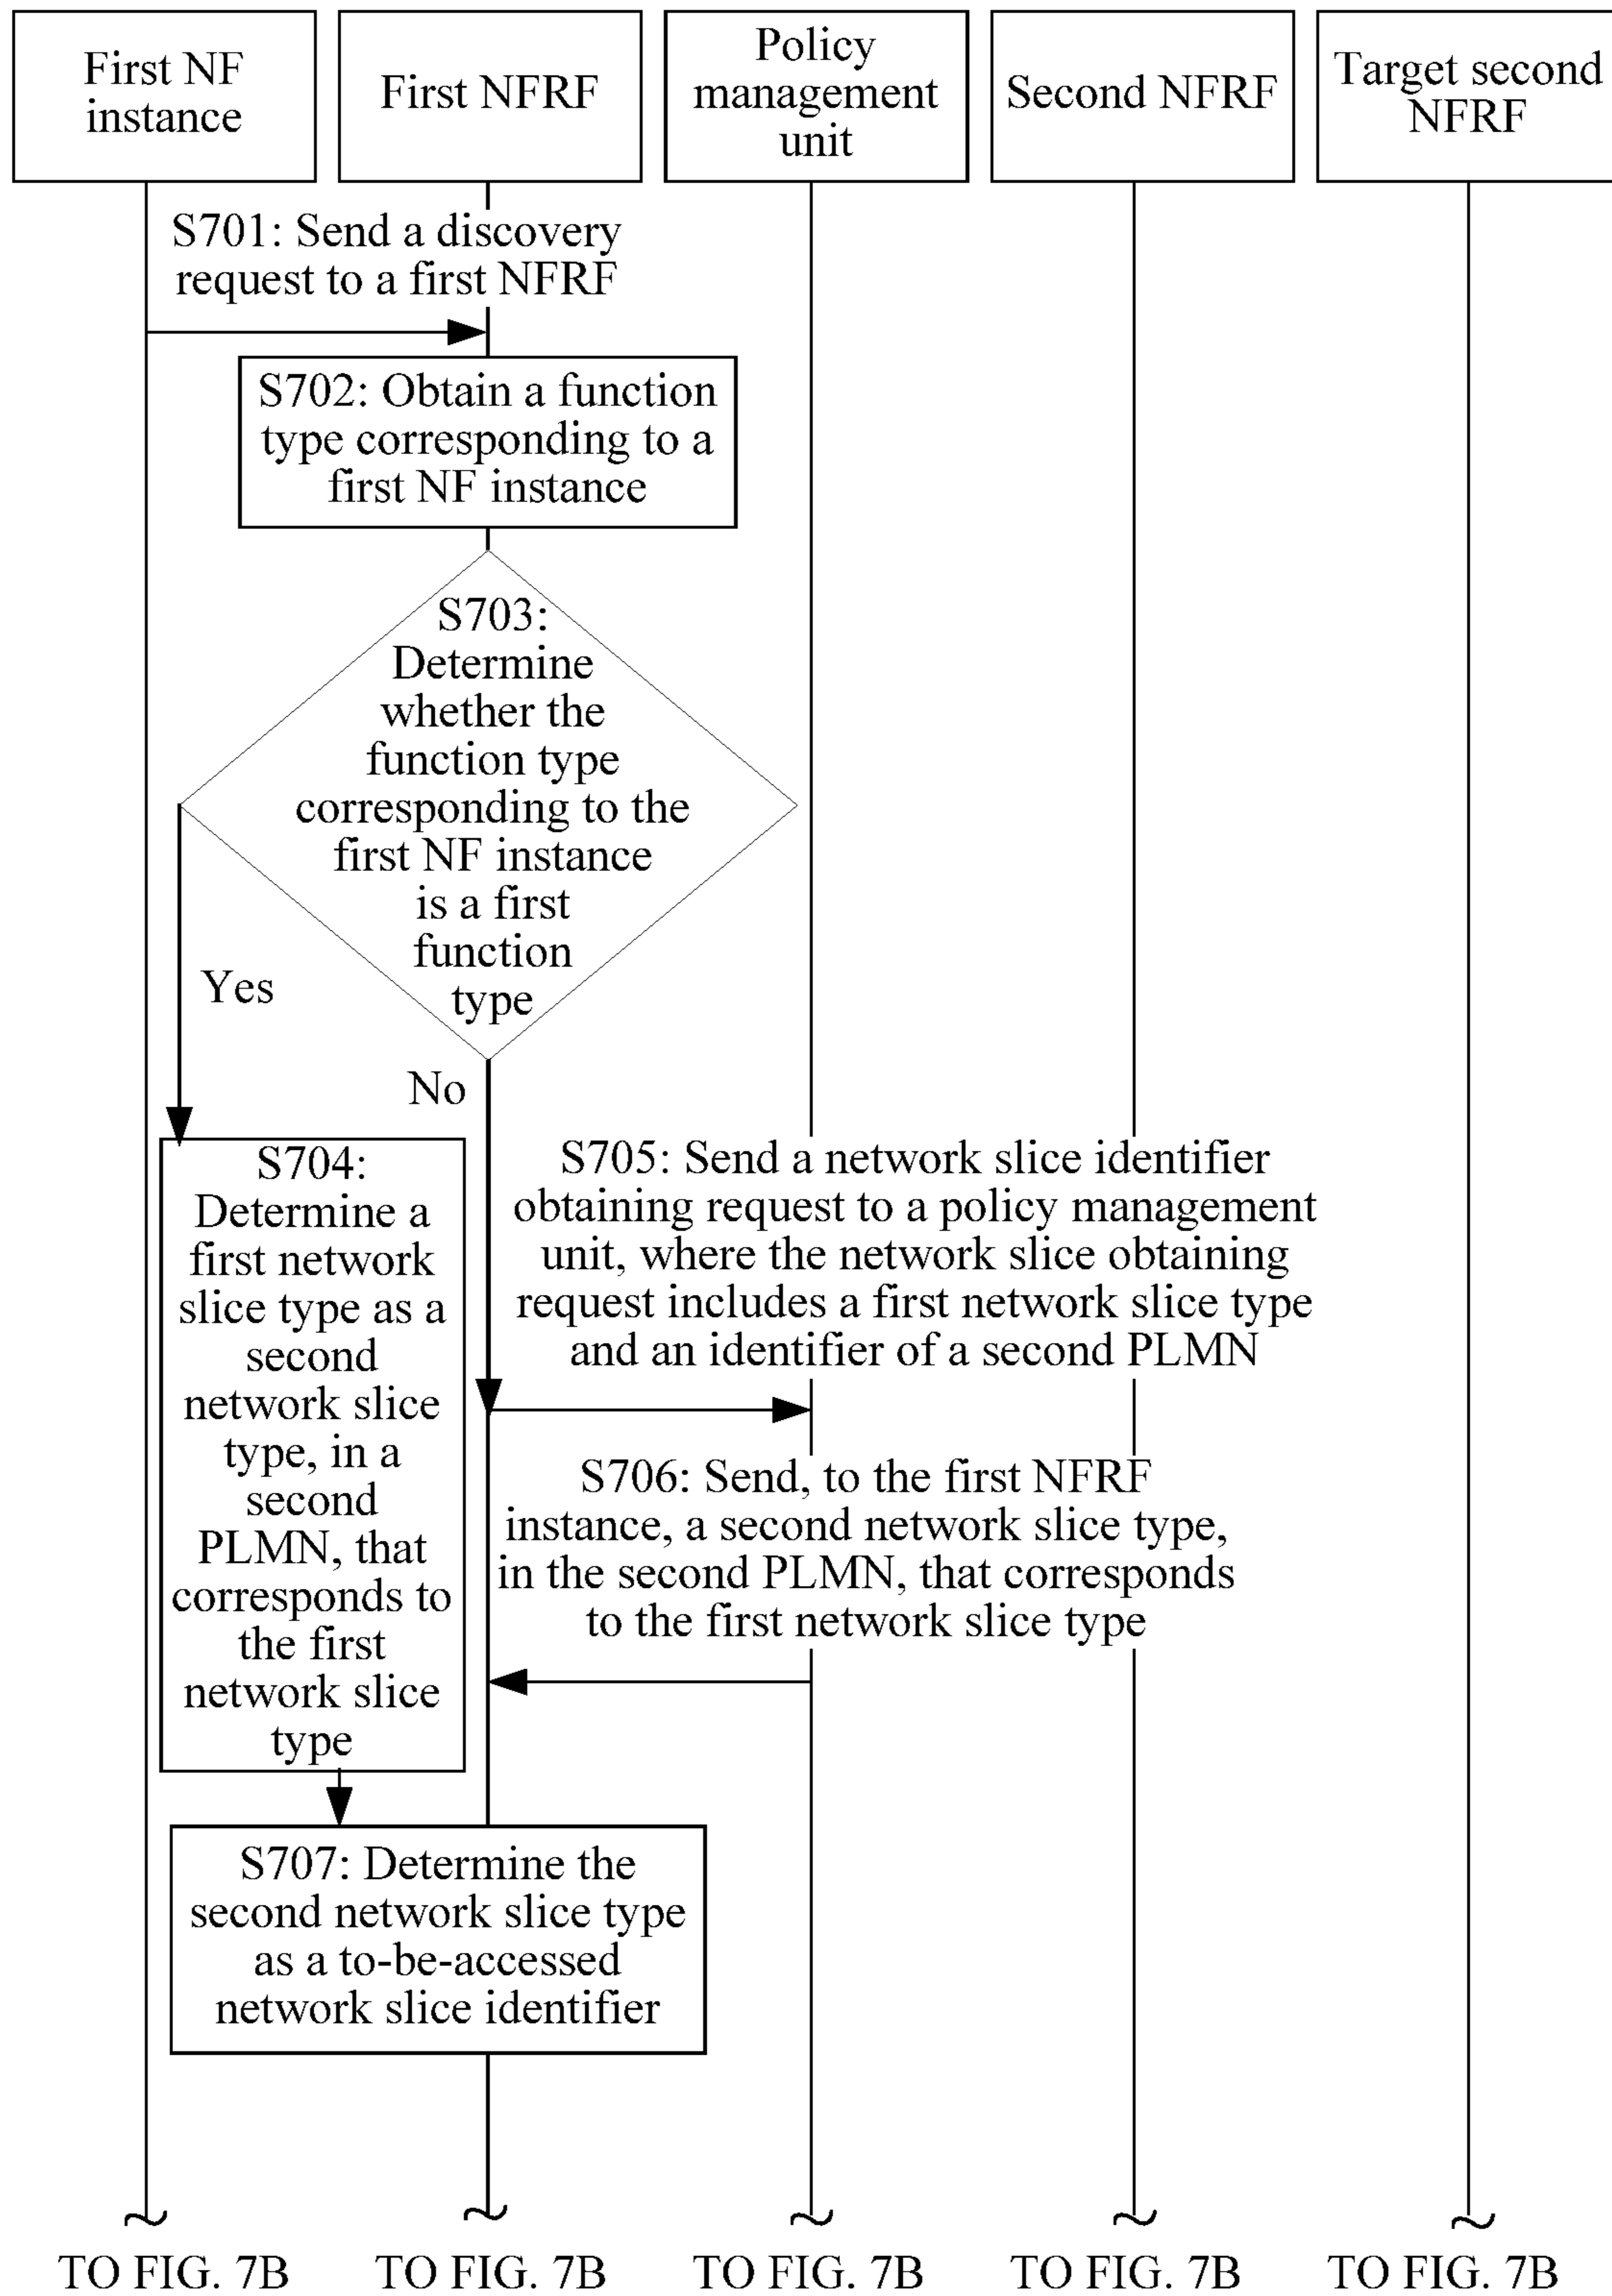 First NF
instance
First NFRF
Policy
management
unit
Second NFRF
Target second
NFRF
S701: Send a discovery
request to a first NFRF
S702: Obtain a function
type corresponding to a
first NF instance
S703:
Determine
whether the
function type
corresponding to the
first NF instance
is a first
function
type
Yes
No
S704:
Determine a
first network
slice type as a
second
network slice
type, in a
second
PLMN, that
corresponds to
the first
network slice
type
S705: Send a network slice identifier
obtaining request to a policy management
unit, where the network slice obtaining
request includes a first network slice type
and an identifier of a second PLMN
S706: Send, to the first NFRF
instance, a second network slice type,
in the second PLMN, that corresponds
to the first network slice type
S707: Determine the
second network slice type
as a to-be-accessed
network slice identifier
TO FIG. 7B
TO FIG. 7B
TO FIG. 7B
TO FIG. 7B
TO FIG. 7B